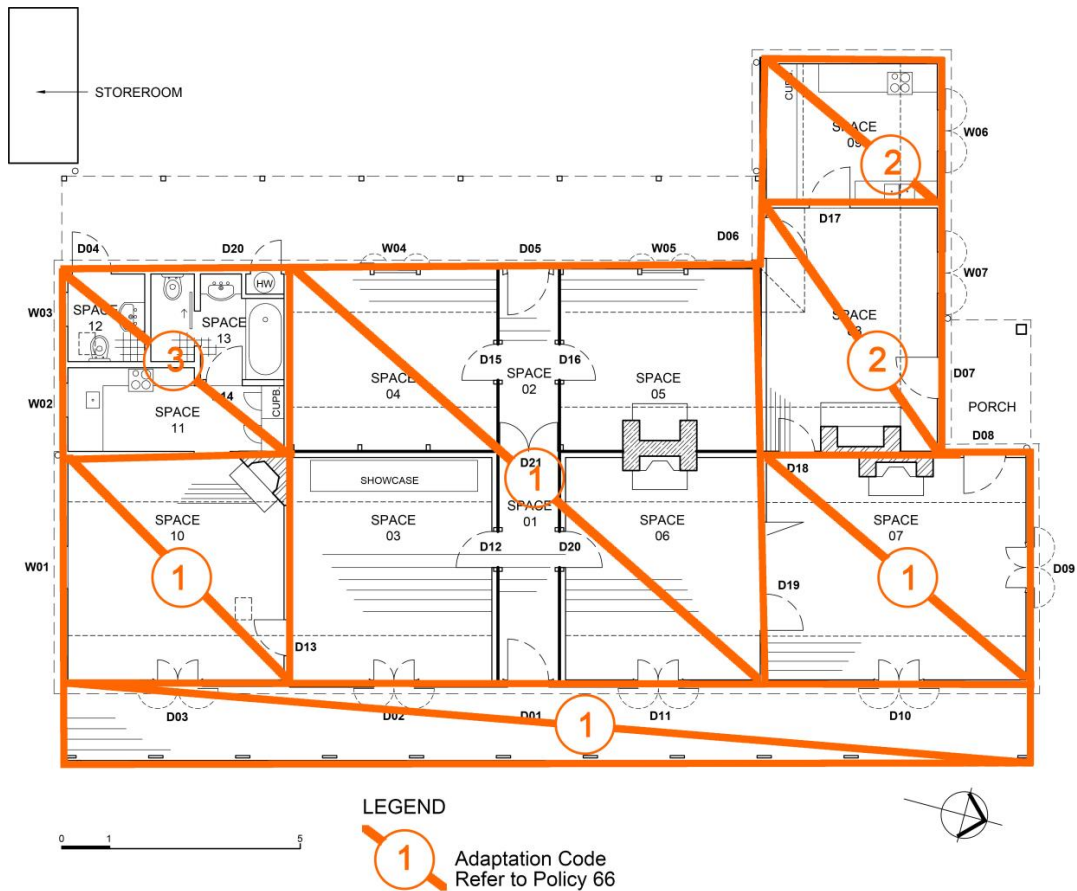 STOREROOM
CUPB.
SPACE
09
2
W06
D17
D04
D20
W04
D05
W05
D06
W07
HW
W03
SPACE
12
SPACE
13
3
D15
D16
SPACE
04
SPACE
02
SPACE
05
2
D07
W02
D14
CUPB.
SPACE
11
PORCH
D08
D21
D18
SHOWCASE
1
SPACE
10
SPACE
03
SPACE
01
SPACE
06
SPACE
07
W01
1
D12
D20
D19
1
D09
D13
D03
D02
D01
1
D11
D10
LEGEND
1
Adaptation Code
Refer to Policy 66
0 1 5